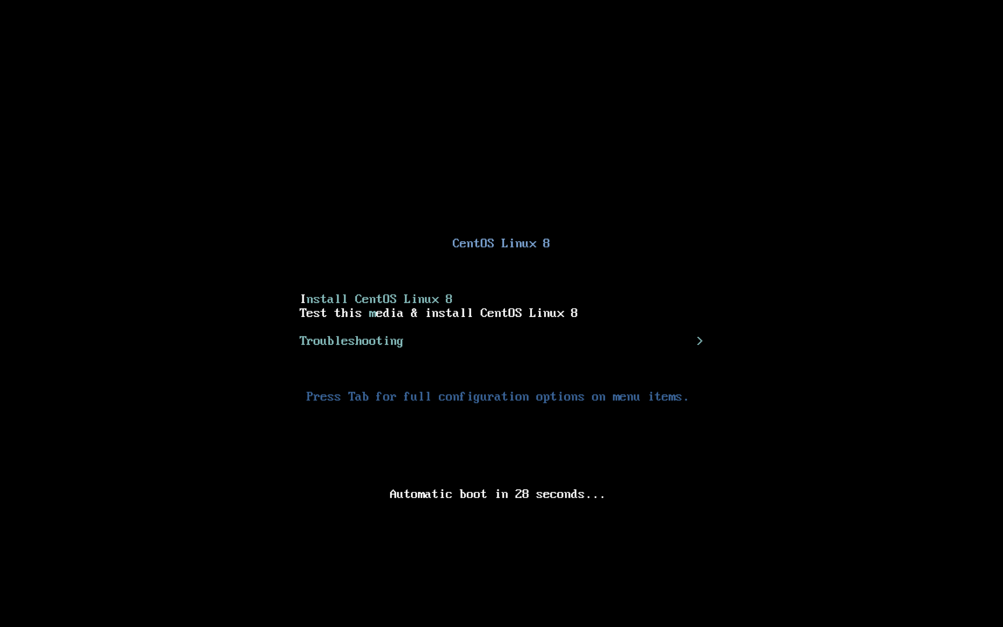 CentOS Linux 8
Install CentOS Linux 8
Test this media & install CentOS Linux 8
Troubleshooting >
Press Tab for full configuration options on menu items.
Automatic boot in 28 seconds...